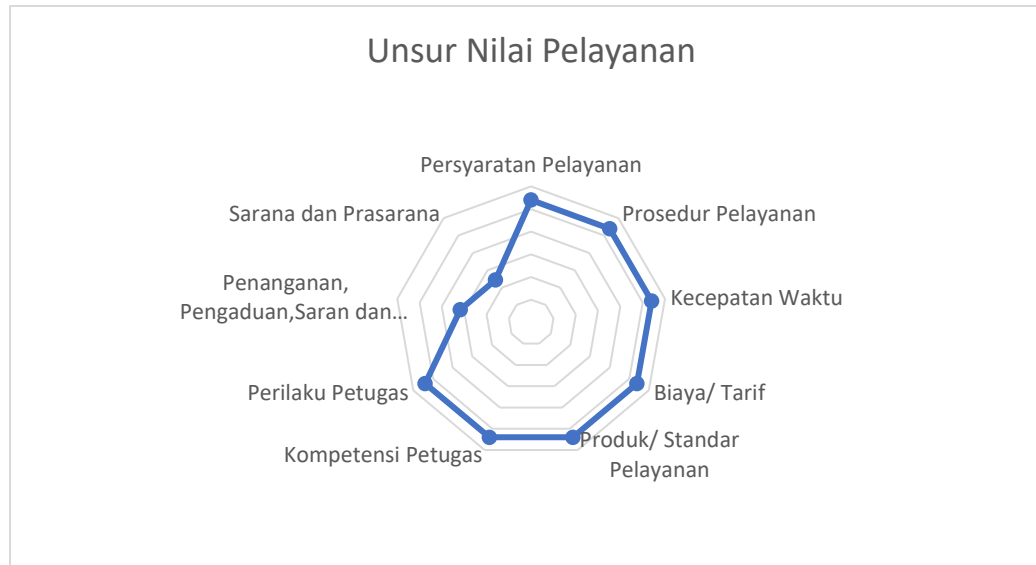 Unsur Nilai Pelayanan
Persyaratan Pelayanan
Prosedur Pelayanan
Kecepatan Waktu
Biaya/ Tarif
Produk/ Standar
Pelayanan
Kompetensi Petugas
Perilaku Petugas
Penanganan,
Pengaduan,Saran dan...
Sarana dan Prasarana